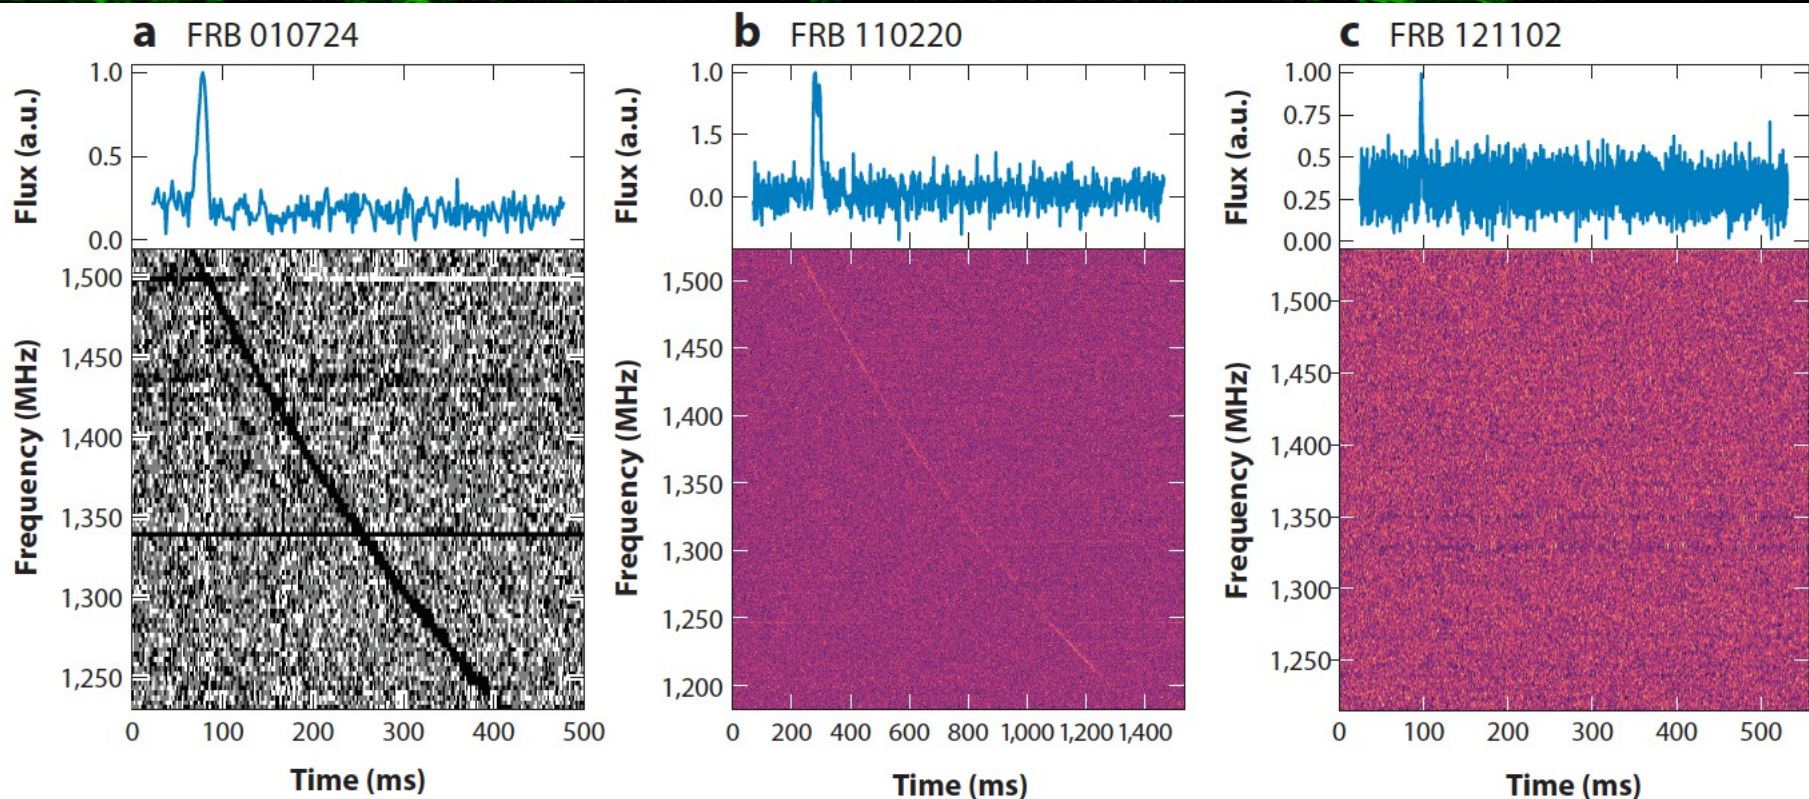 a FRB 010724
1.0
0.5
0.0
Flux (a.u.)
1,500
1,450
1,400
1,350
1,300
1,250
Frequency (MHz)
0 100 200 300 400 500
Time (ms)
b FRB 110220
1.0
1.5
0.0
Flux (a.u.)
1,500
1,450
1,400
1,350
1,300
1,250
1,200
Frequency (MHz)
0 200 400 600 800 1,000 1,200 1,400
Time (ms)
c FRB 121102
1.00
0.75
0.5
0.25
0.00
Flux (a.u.)
1,500
1,450
1,400
1,350
1,300
1,250
Frequency (MHz)
0 100 200 300 400 500
Time (ms)